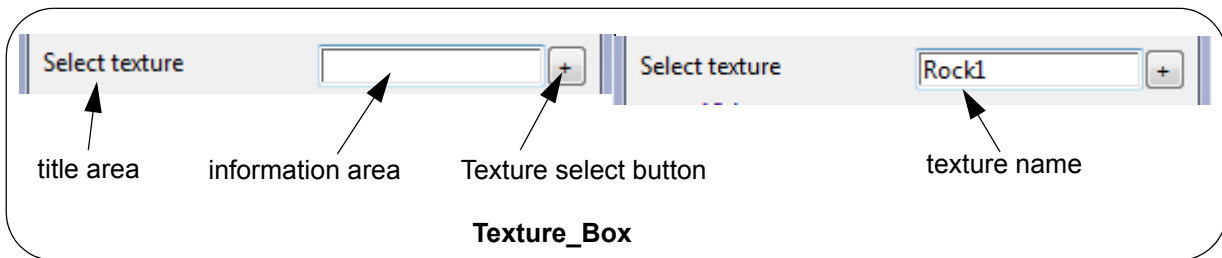 Select texture + Select texture Rock1 +
title area information area Texture select button texture name
Texture_Box